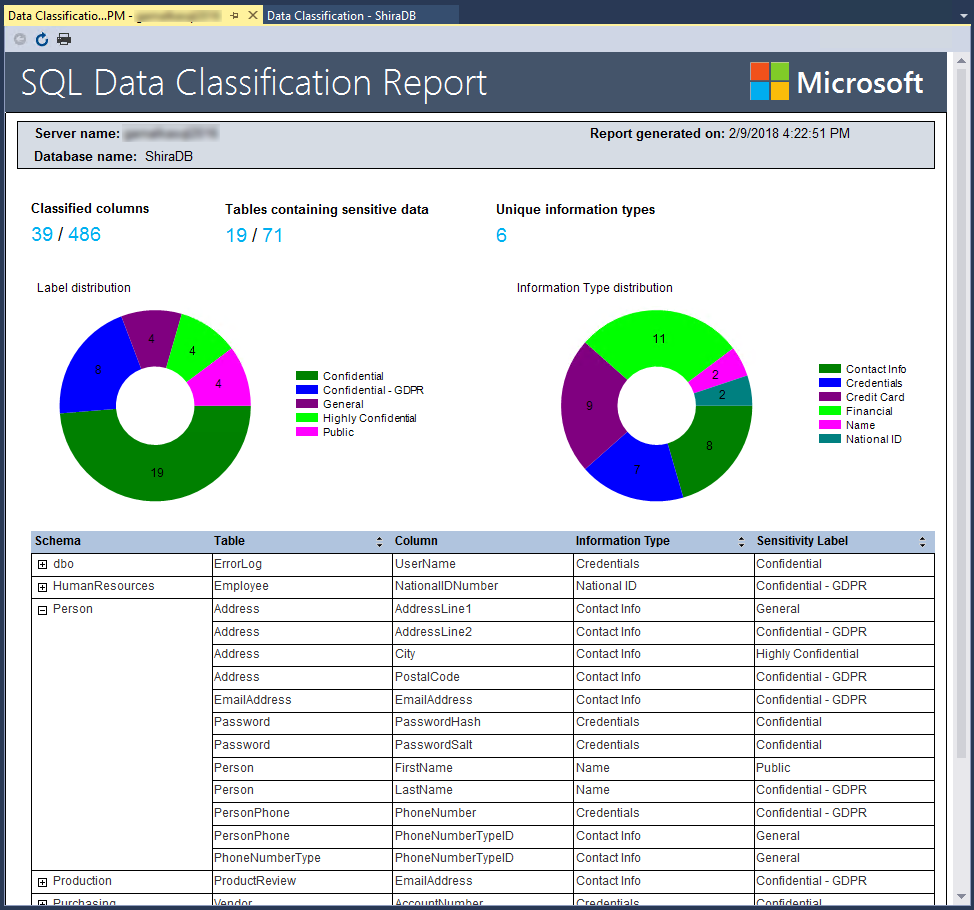 Data Classificatio...PM -
Data Classification - ShiraDB
SQL Data Classification Report
Microsoft
Server name:
Report generated on: 2/9/2018 4:22:51 PM
Database name: ShiraDB
Classified columns
Tables containing sensitive data
Unique information types
39 / 486
19 / 71
6
Label distribution
Information Type distribution
4
4
8
4
19
Confidential
Confidential - GDPR
General
Highly Confidential
Public
11
2
2
9
8
7
Contact Info
Credentials
Credit Card
Financial
Name
National ID
Schema Table Column Information Type Sensitivity Label
dbo ErrorLog UserName Credentials Confidential
HumanResources Employee NationalIDNumber National ID Confidential - GDPR
Person Address AddressLine1 Contact Info General
Address AddressLine2 Contact Info Confidential - GDPR
Address City Contact Info Highly Confidential
Address PostalCode Contact Info Confidential - GDPR
EmailAddress EmailAddress Contact Info Confidential - GDPR
Password PasswordHash Credentials Confidential
Password PasswordSalt Credentials Confidential
Person FirstName Name Public
Person LastName Name Confidential - GDPR
PersonPhone PhoneNumber Credentials Confidential - GDPR
PersonPhone PhoneNumberTypeID Contact Info General
PhoneNumberType PhoneNumberTypeID Contact Info General
Production ProductReview EmailAddress Contact Info Confidential - GDPR
Purchasing Vendor AccountNumber Credentials Confidential